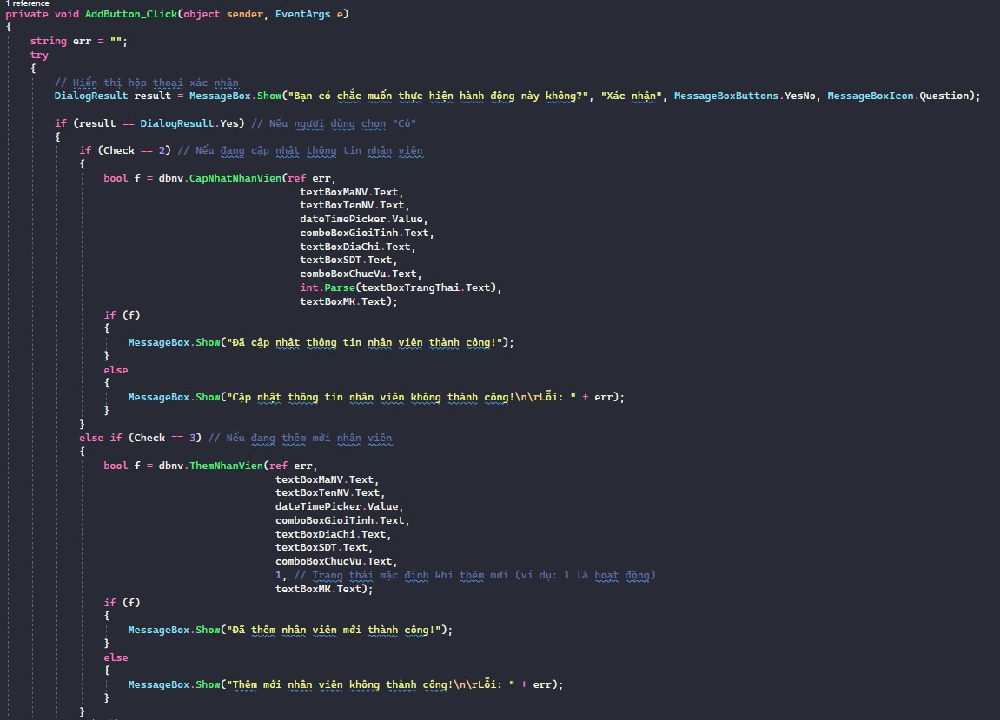 1 reference
private void AddButton_Click(object sender, EventArgs e)
{
string err = "";
try
{
// Hiển thị hộp thoại xác nhận
DialogResult result = MessageBox.Show("Bạn có chắc muốn thực hiện hành động này không?", "Xác nhận", MessageBoxButtons.YesNo, MessageBoxIcon.Question);
if (result == DialogResult.Yes) // Nếu người dùng chọn "Có"
{
if (Check == 2) // Nếu đang cập nhật thông tin nhân viên
{
bool f = dbnv.CapNhatNhanVien(ref err,
textBoxMaNV.Text,
textBoxTenNV.Text,
dateTimePicker.Value,
comboBoxGioiTinh.Text,
textBoxDiaChi.Text,
textBoxSDT.Text,
comboBoxChucVu.Text,
int.Parse(textBoxTrangThai.Text),
textBoxMK.Text);
if (f)
{
MessageBox.Show("Đã cập nhật thông tin nhân viên thành công!");
}
else
{
MessageBox.Show("Cập nhật thông tin nhân viên không thành công!\n\rLỗi: " + err);
}
}
else if (Check == 3) // Nếu đang thêm mới nhân viên
{
bool f = dbnv.ThemNhanVien(ref err,
textBoxMaNV.Text,
textBoxTenNV.Text,
dateTimePicker.Value,
comboBoxGioiTinh.Text,
textBoxDiaChi.Text,
textBoxSDT.Text,
comboBoxChucVu.Text,
1, // Trạng thái mặc định khi thêm mới (ví dụ: 1 là hoạt động)
textBoxMK.Text);
if (f)
{
MessageBox.Show("Đã thêm nhân viên mới thành công!");
}
else
{
MessageBox.Show("Thêm mới nhân viên không thành công!\n\rLỗi: " + err);
}
}